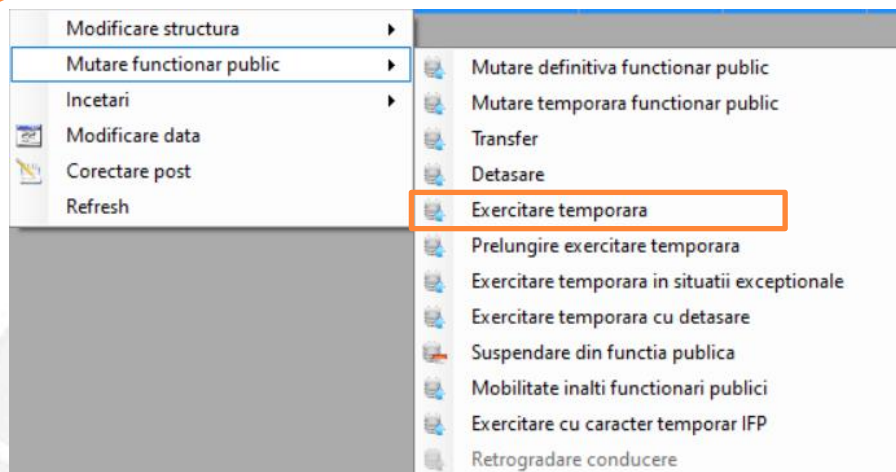 Modificare structura
Mutare functionar public
Incetari
Modificare data
Corectare post
Refresh
Mutare definitiva functionar public
Mutare temporara functionar public
Transfer
Detasare
Exercitare temporara
Prelungire exercitare temporara
Exercitare temporara in situatii exceptionale
Exercitare temporara cu detasare
Suspendare din functia publica
Mobilitate inalti functionari publici
Exercitare cu caracter temporar IFP
Retrogradare conducere